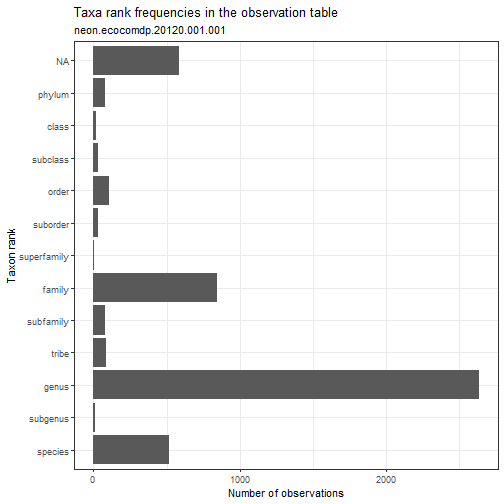 Taxa rank frequencies in the observation table
neon.ecocomdp.20120.001.001
Taxon rank
NA
phylum
class
subclass
order
suborder
superfamily
family
subfamily
tribe
genus
subgenus
species
0 1000 2000
Number of observations